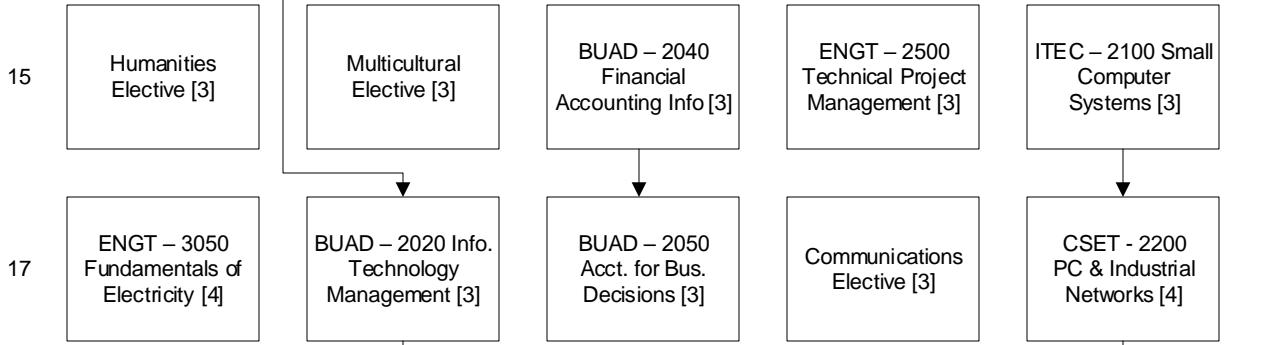 15
Humanities
Elective [3]
Multicultural
Elective [3]
BUAD – 2040
Financial
Accounting Info [3]
ENGT – 2500
Technical Project
Management [3]
ITEC – 2100 Small
Computer
Systems [3]
17
ENGT – 3050
Fundamentals of
Electricity [4]
BUAD – 2020 Info.
Technology
Management [3]
BUAD – 2050
Acct. for Bus.
Decisions [3]
Communications
Elective [3]
CSET - 2200
PC & Industrial
Networks [4]